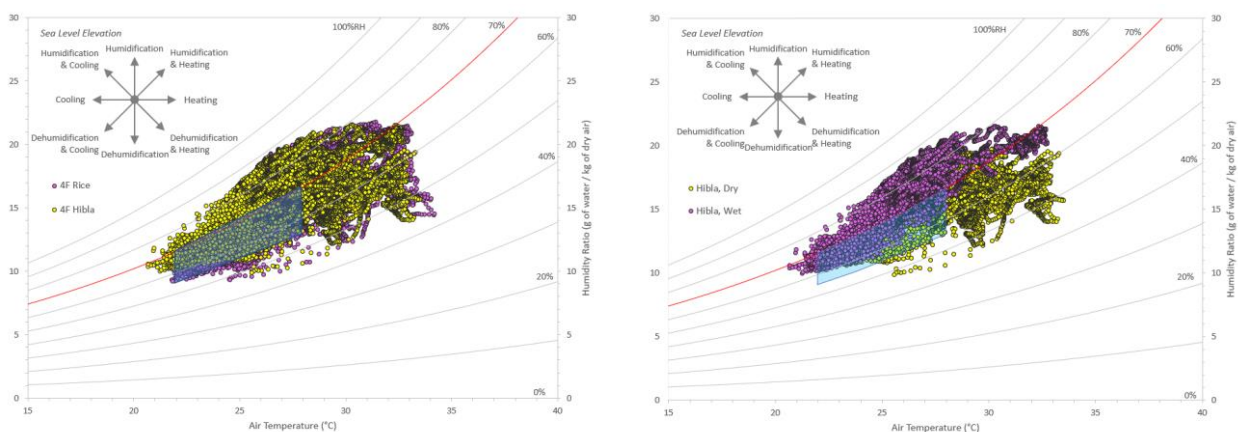 30
25
20
15
10
5
0
Sea Level Elevation
Humidification
Humidification
& Cooling
Humidification
& Heating
Cooling
Heating
Dehumidification
& Cooling
Dehumidification
& Heating
Dehumidification
4F Rice
4F Hibla
100%RH
80%
70%
60%
40%
20%
0%
30
25
20
15
10
5
0
Humidity Ratio (g of water / kg of dry air)
15
20
25
30
35
40
Air Temperature (°C)
30
25
20
15
10
5
0
Sea Level Elevation
Humidification
Humidification
& Cooling
Humidification
& Heating
Cooling
Heating
Dehumidification
& Cooling
Dehumidification
& Heating
Dehumidification
Hibla, Dry
Hibla, Wet
100%RH
80%
70%
60%
40%
20%
0%
30
25
20
15
10
5
0
Humidity Ratio (g of water / kg of dry air)
15
20
25
30
35
40
Air Temperature (°C)